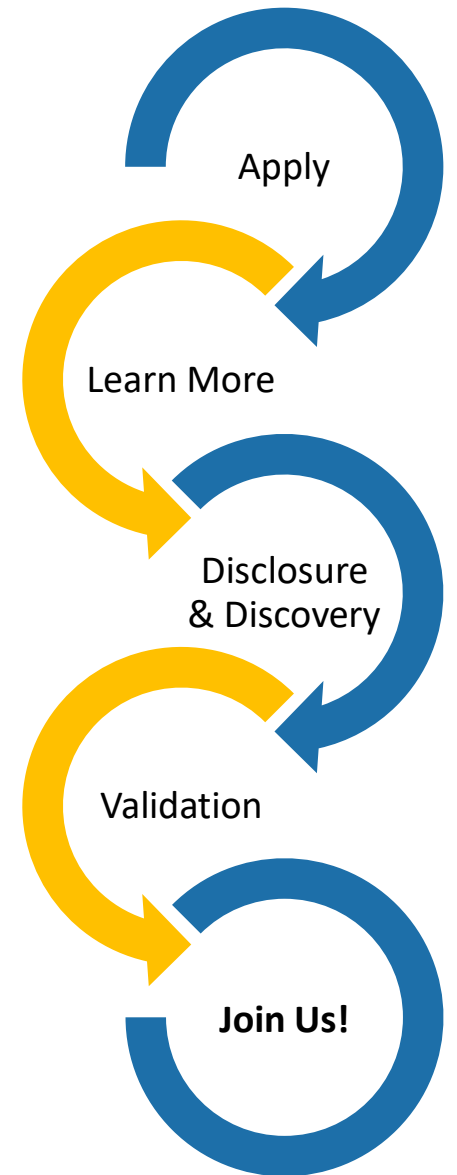 Apply
Learn More
Disclosure
& Discovery
Validation
Join Us!